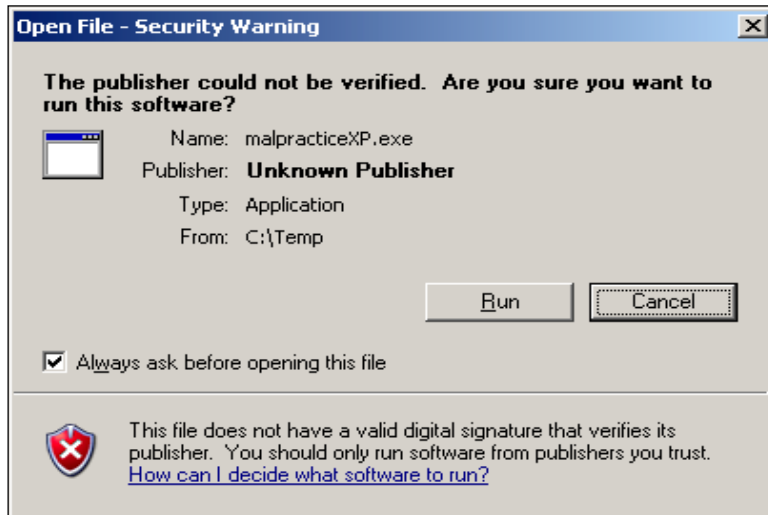 Open File - Security Warning
The publisher could not be verified.  Are you sure you want to
run this software?
Name: malpracticeXP.exe
Publisher: Unknown Publisher
Type: Application
From: C:\Temp
Run Cancel
Always ask before opening this file
This file does not have a valid digital signature that verifies its
publisher.  You should only run software from publishers you trust.
How can I decide what software to run?